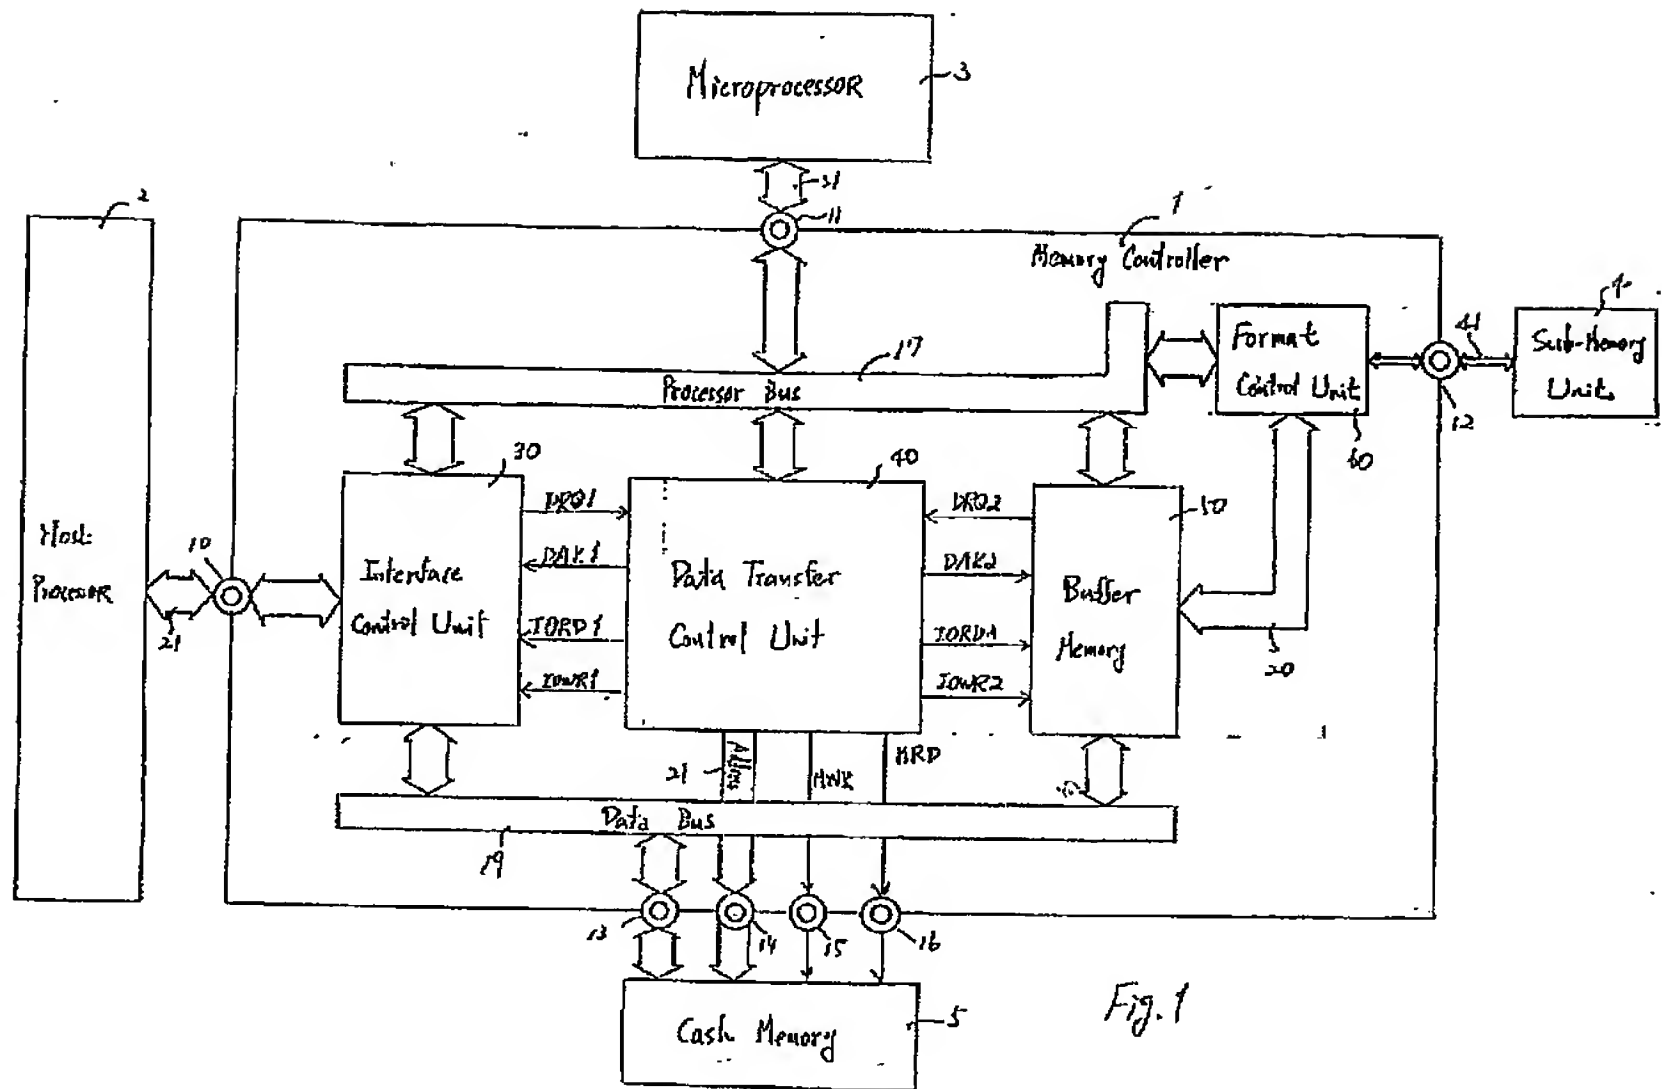 Microprocessor
3
31
11
2
1
Memory Controller
4
Sub-Memory
Unit
41
12
Format
Control Unit
60
17
Processor Bus
30
40
50
Host
Processor
10
21
Interface
Control Unit
DRQ1
DAK1
IORD1
IOWR1
Data Transfer
Control Unit
DRQ2
DAK2
IORD1
IOWR2
Buffer
Memory
20
21
Address
MWR
MRD
Data Bus
19
13
14
15
16
Cash Memory
5
Fig. 1